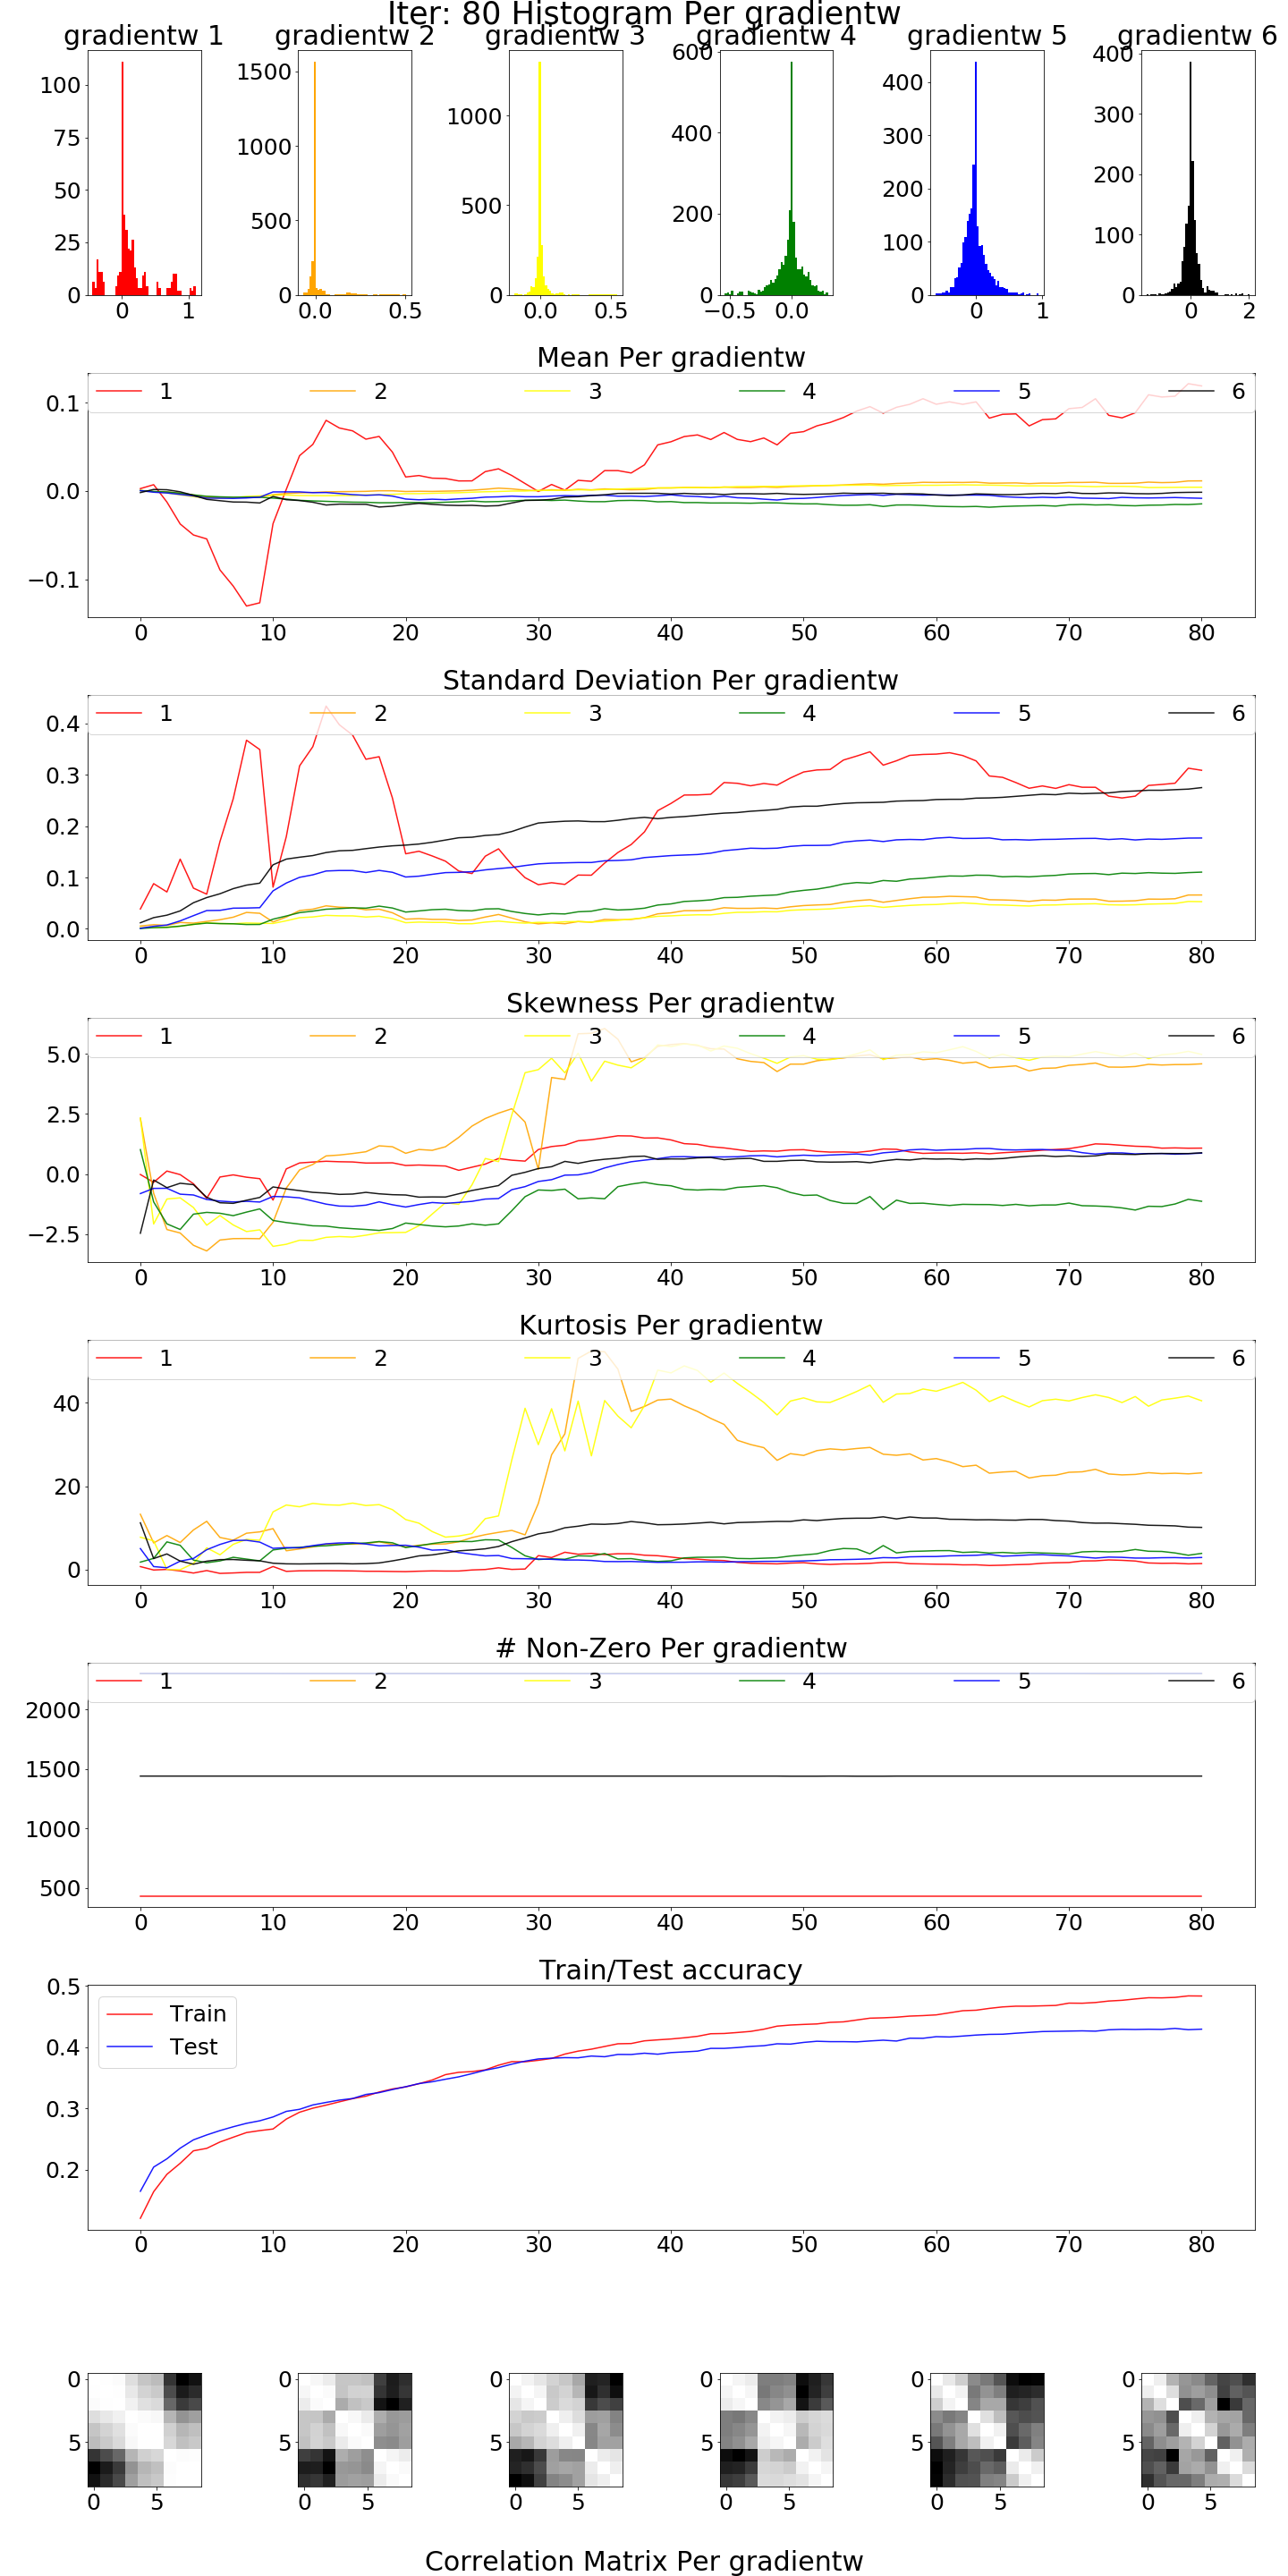 Iter: 80 Histogram Per gradientw
gradientw 1 gradientw 2 gradientw 3 gradientw 4 gradientw 5 gradientw 6
100
75
50
25
0
0 1
1500
1000
500
0
0.0 0.5
1000
500
0
0.0 0.5
600
400
200
0
−0.5 0.0
400
300
200
100
0
0 1
400
300
200
100
0
0 2
Mean Per gradientw
1 2 3 4 5 6
0.1
0.0
−0.1
0 10 20 30 40 50 60 70 80
Standard Deviation Per gradientw
1 2 3 4 5 6
0.4
0.3
0.2
0.1
0.0
0 10 20 30 40 50 60 70 80
Skewness Per gradientw
1 2 3 4 5 6
5.0
2.5
0.0
−2.5
0 10 20 30 40 50 60 70 80
Kurtosis Per gradientw
1 2 3 4 5 6
40
20
0
0 10 20 30 40 50 60 70 80
# Non-Zero Per gradientw
1 2 3 4 5 6
2000
1500
1000
500
0 10 20 30 40 50 60 70 80
Train/Test accuracy
Train
Test
0.5
0.4
0.3
0.2
0 10 20 30 40 50 60 70 80
0 0 0 0 0 0
5 5 5 5 5 5
0 5 0 5 0 5 0 5 0 5 0 5
Correlation Matrix Per gradientw